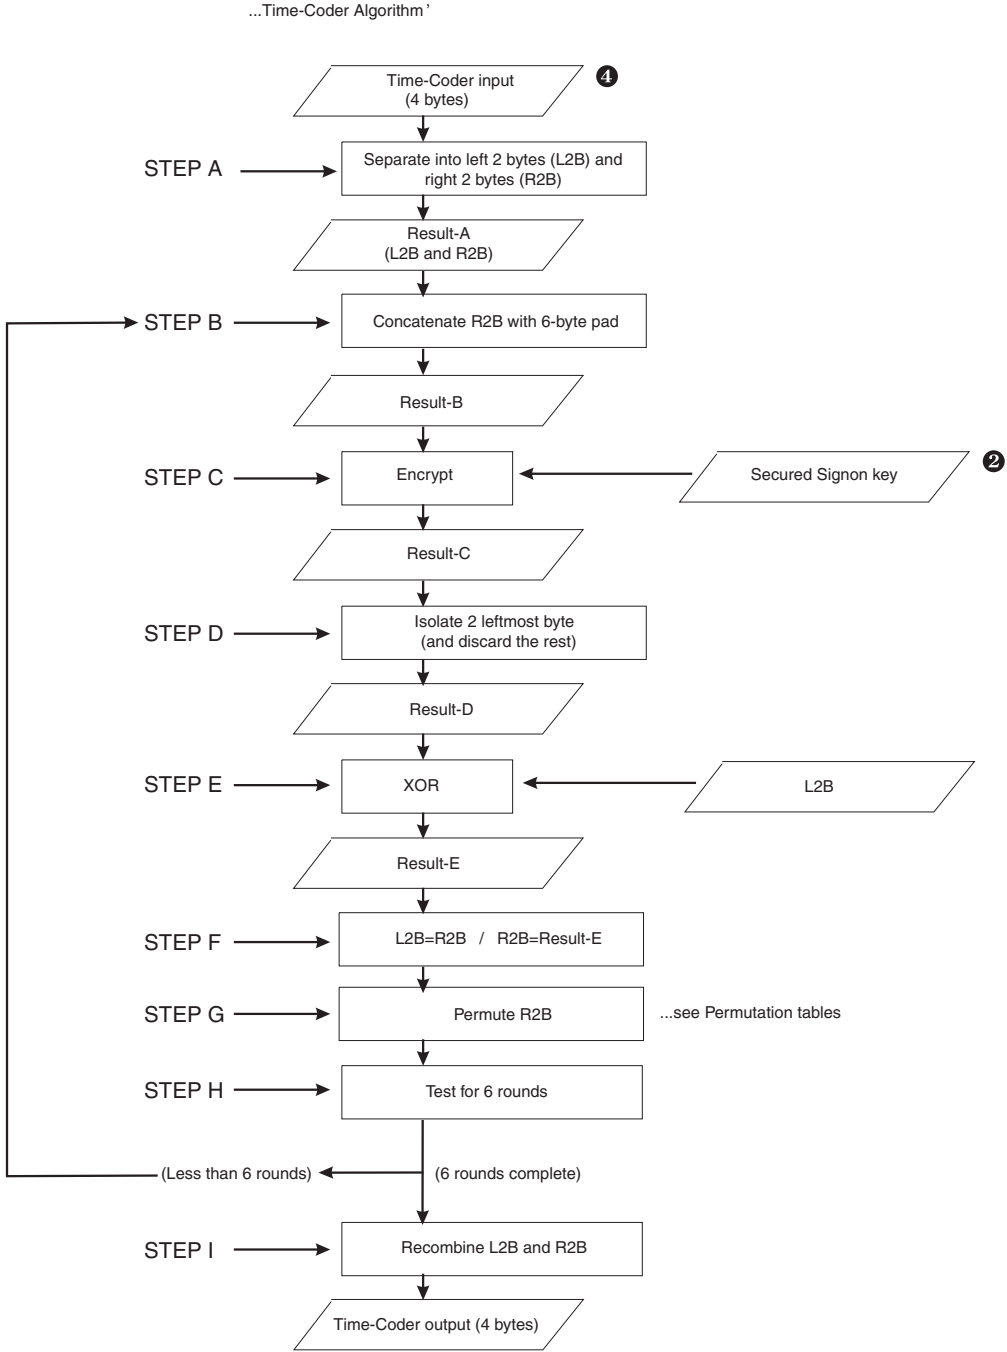 ...Time-Coder Algorithm '
Time-Coder input
(4 bytes)
❹
STEP A
Separate into left 2 bytes (L2B) and
right 2 bytes (R2B)
Result-A
(L2B and R2B)
STEP B
Concatenate R2B with 6-byte pad
Result-B
STEP C
Encrypt
Secured Signon key
❷
Result-C
STEP D
Isolate 2 leftmost byte
(and discard the rest)
Result-D
STEP E
XOR
L2B
Result-E
STEP F
L2B=R2B / R2B=Result-E
STEP G
Permute R2B
...see Permutation tables
STEP H
Test for 6 rounds
(Less than 6 rounds)
(6 rounds complete)
STEP I
Recombine L2B and R2B
Time-Coder output (4 bytes)